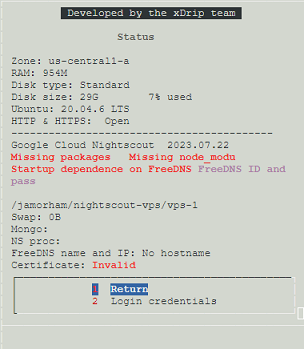 Developed by the xDrip team
Status
Zone: us-central1-a
RAM: 954M
Disk type: Standard
Disk size: 29G 7% used
Ubuntu: 20.04.6 LTS
HTTP & HTTPS: Open
-----------------------------------------
Google Cloud Nightscout 2023.07.22
Missing packages Missing node_modu
Startup dependence on FreeDNS FreeDNS ID and
pass
/jamorham/nightscout-vps/vps-1
Swap: 0B
Mongo:
NS proc:
FreeDNS name and IP: No hostname
Certificate: Invalid
1 Return
2 Login credentials